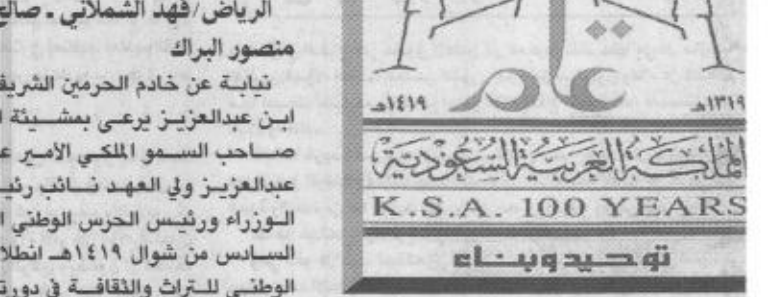 الرياض/فهد الشملاني ـ صالح
منصور البراك
نيابة عن خادم الحرمين الشريف
ابن عبدالعزيز يرعى بمشيئة ا
صاحب السمو الملكي الأمير ع
عبدالعزيز ولي العهد نائب رئيـ
الوزراء ورئيس الحرس الوطني ا
السادس من شوال ١٤١٩هـ انطلا
الوطني للتراث والثقافة في دورتـ
عام
١٤١٩هـ
١٣١٩هـ
المملكة العربية السعودية
K.S.A. 100 YEARS
توحيد وبناء